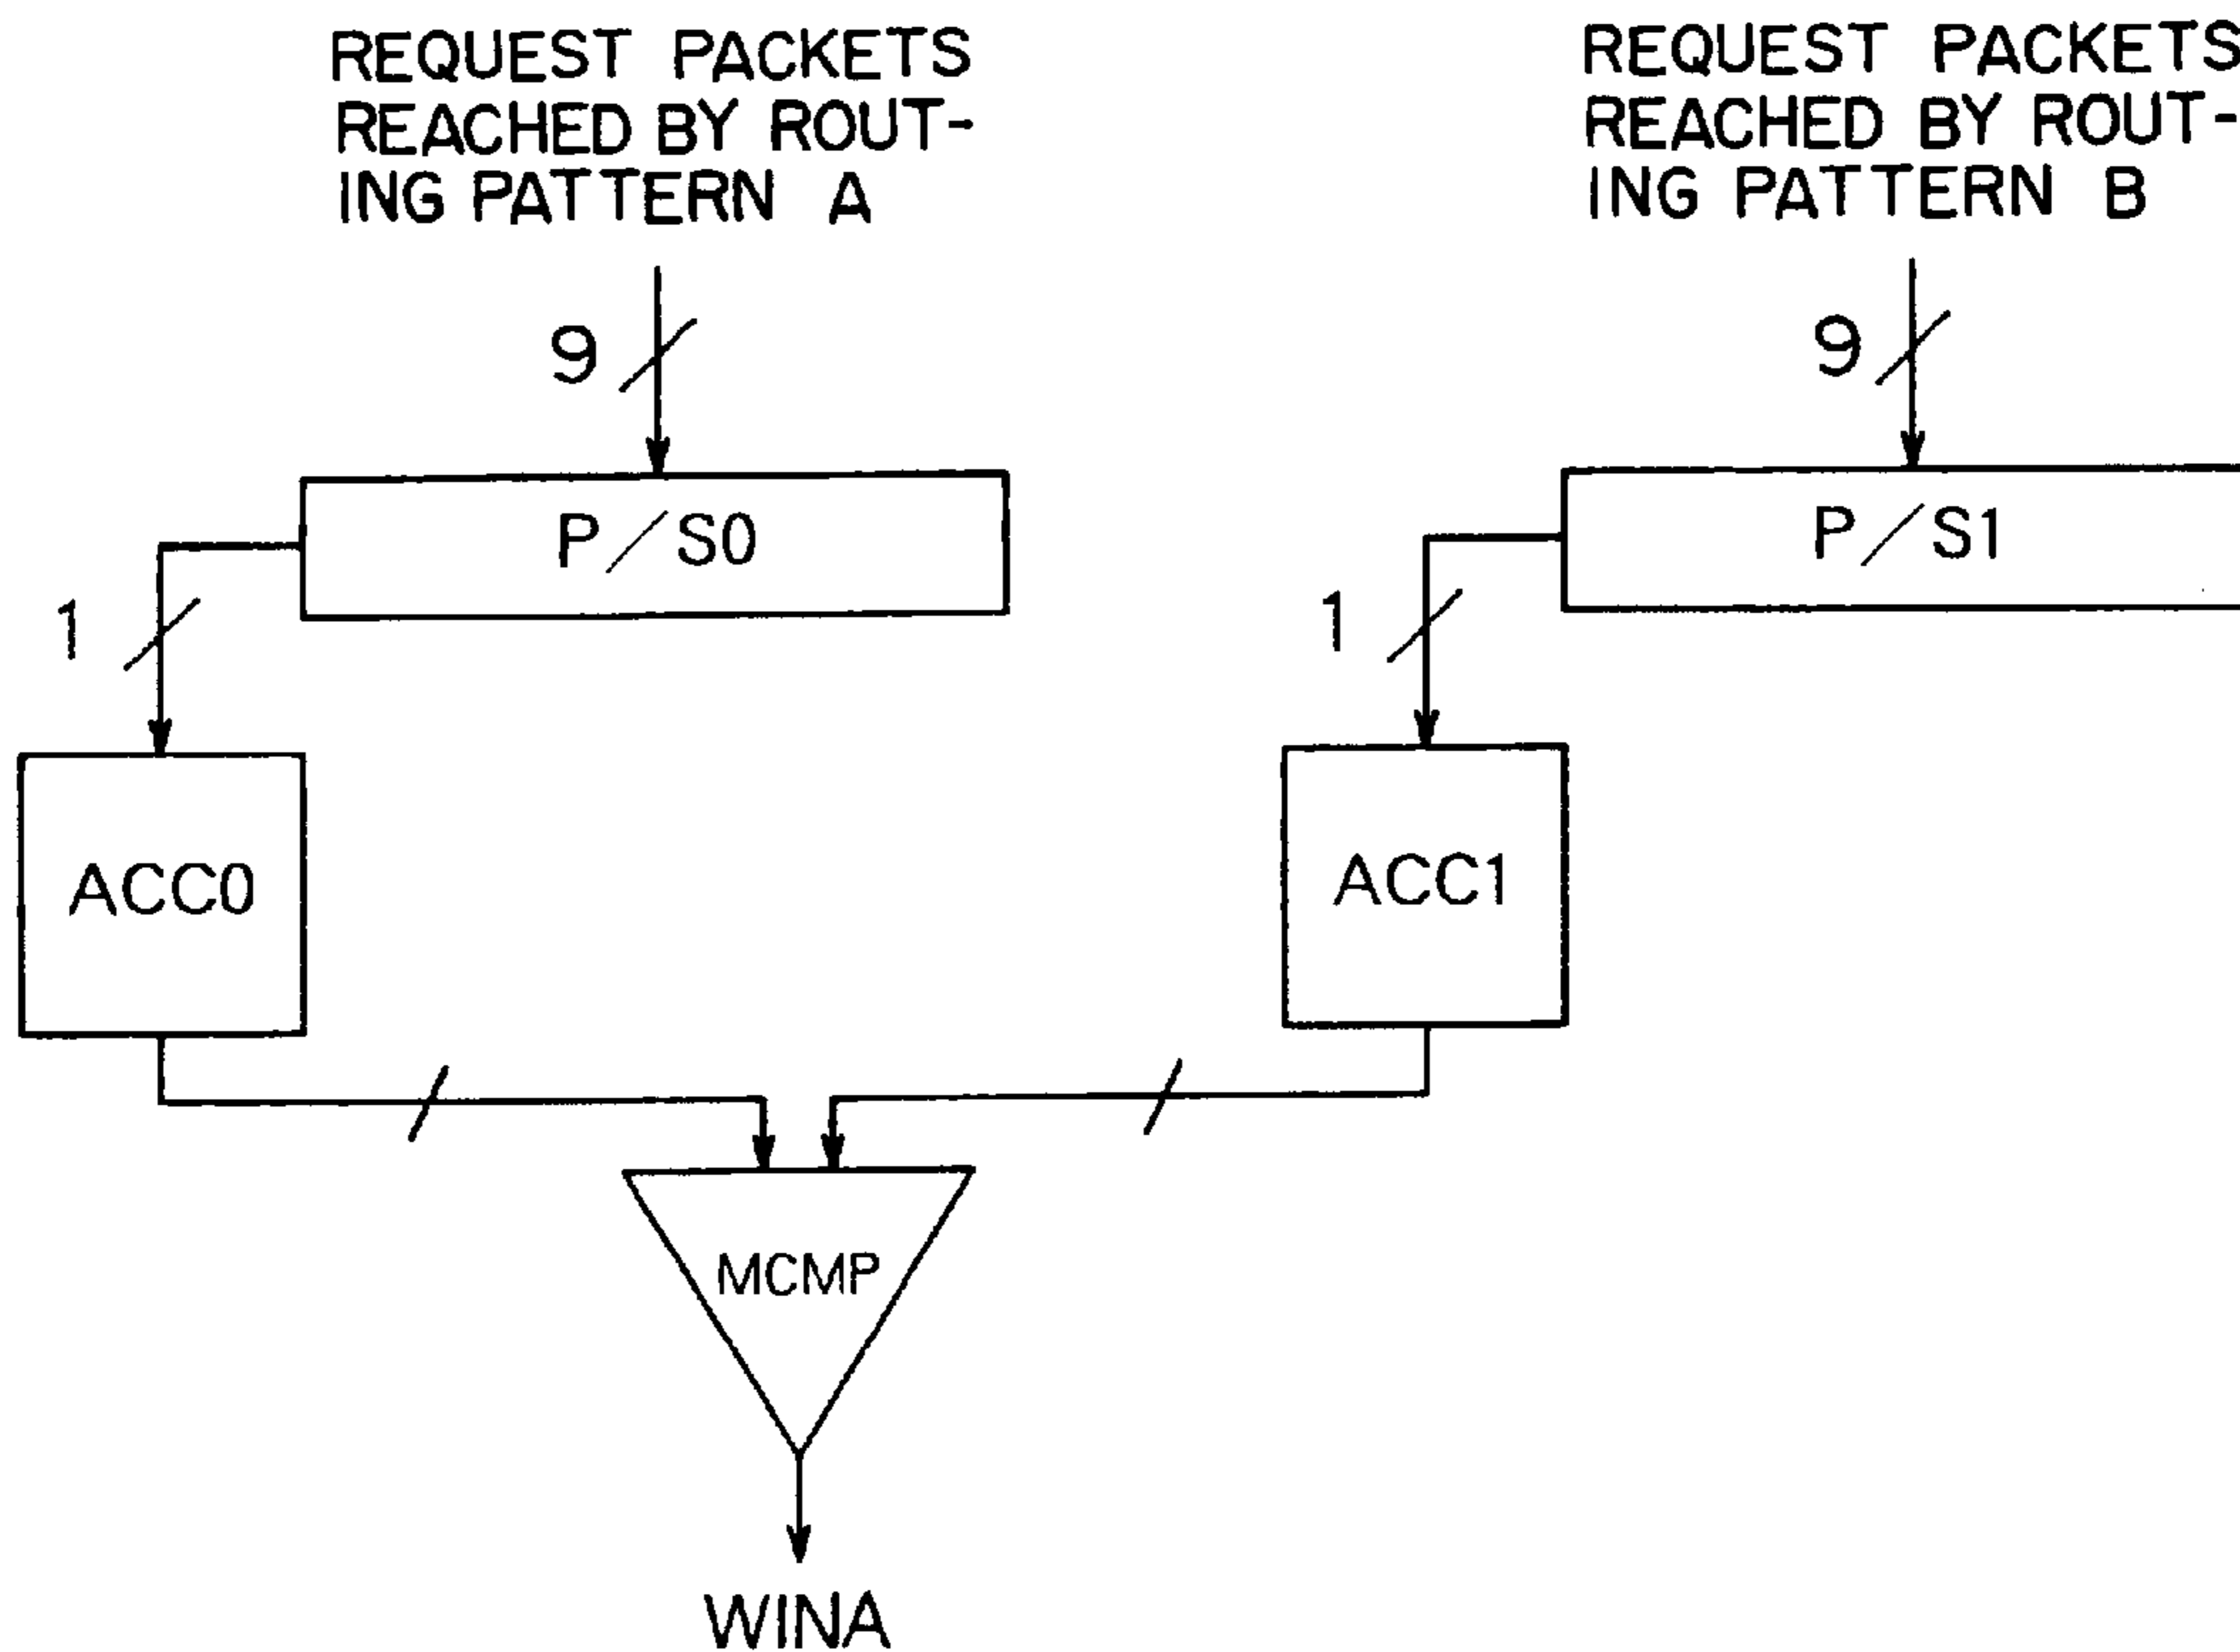 REQUEST PACKETS
REACHED BY ROUT-
ING PATTERN A
REQUEST PACKETS
REACHED BY ROUT-
ING PATTERN B
9
9
P/S0
P/S1
1
1
ACC0
ACC1
MCMP
WINA